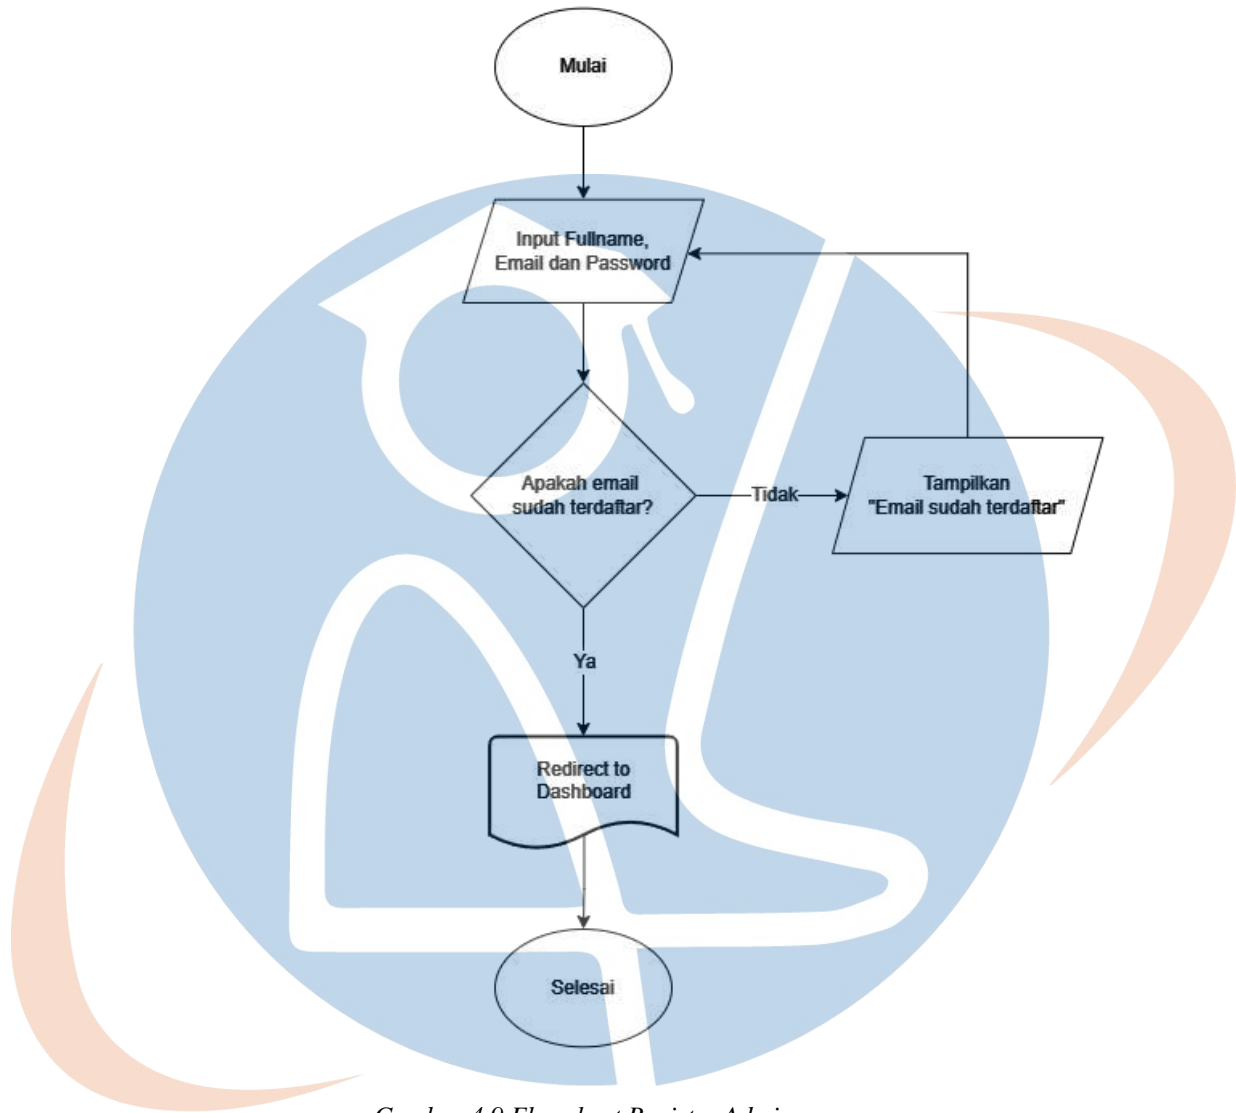 Mulai
Input Fullname,
Email dan Password
Apakah email
sudah terdaftar?
Tidak
Tampilkan
"Email sudah terdaftar"
Ya
Redirect to
Dashboard
Selesai